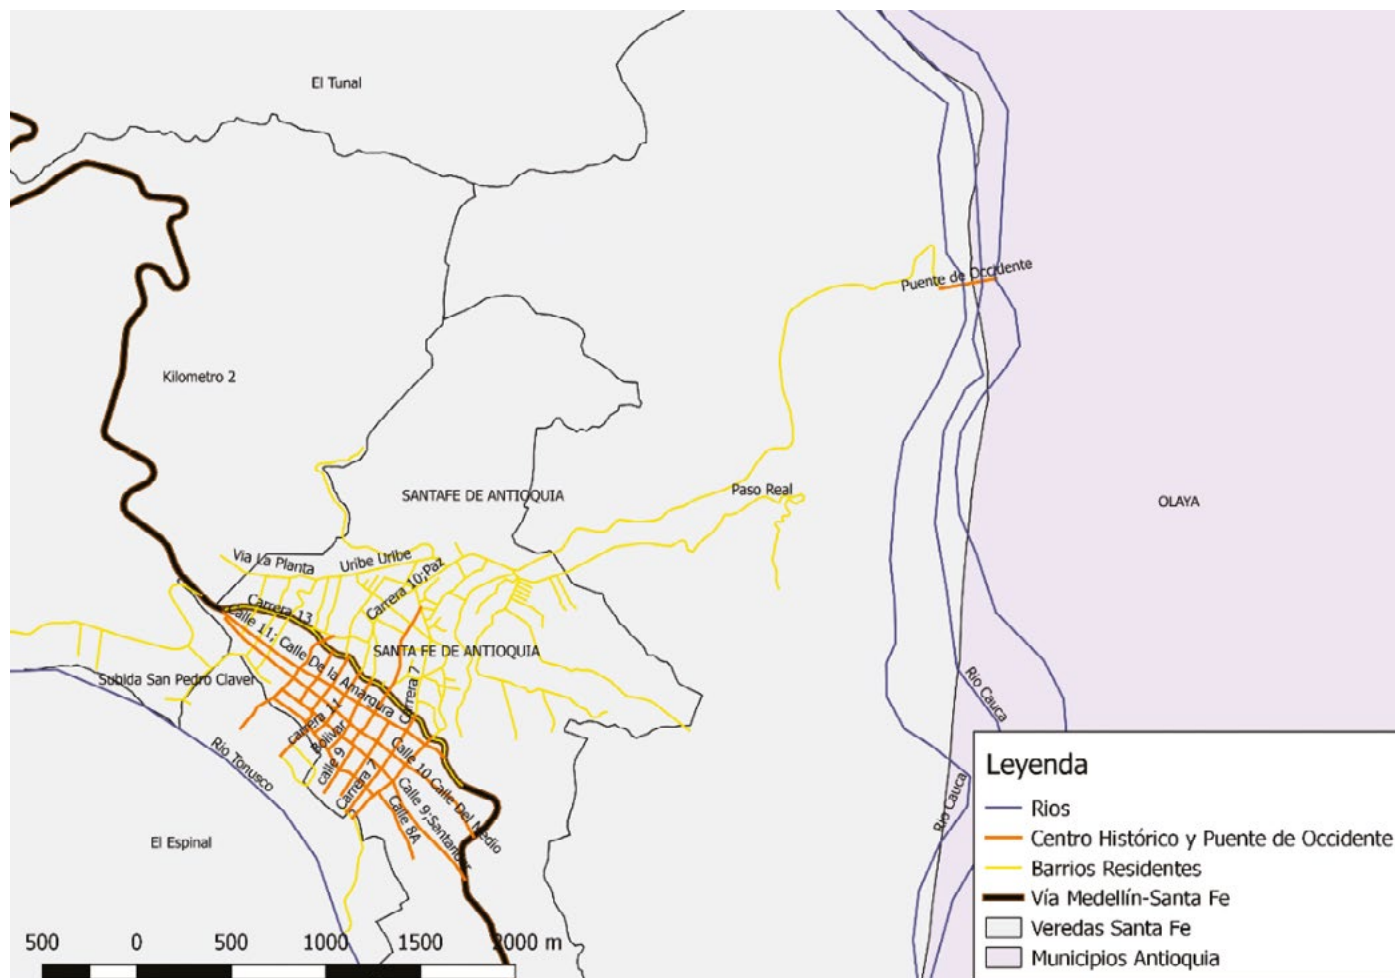 El Tunal
Puente de Occidente
Kilometro 2
SANTAFE DE ANTIOQUIA
Paso Real
OLAYA
Via La Planta
Uribe Uribe
Carrera 10;Paz
Carrera 13
Calle 11; Calle De la Amargura
SANTA FE DE ANTIOQUIA
Subida San Pedro Claver
Carrera 7
carrera 11
Bolivar
calle 9
Carrera 7
Calle 10 Calle Del Medio
Calle 9;Santander
Calle 8A
Rio Tonusco
El Espinal
Rio Cauca
Rio Cauca
Leyenda
Rios
Centro Histórico y Puente de Occidente
Barrios Residentes
Vía Medellín-Santa Fe
Veredas Santa Fe
Municipios Antioquia
500 0 500 1000 1500 2000 m